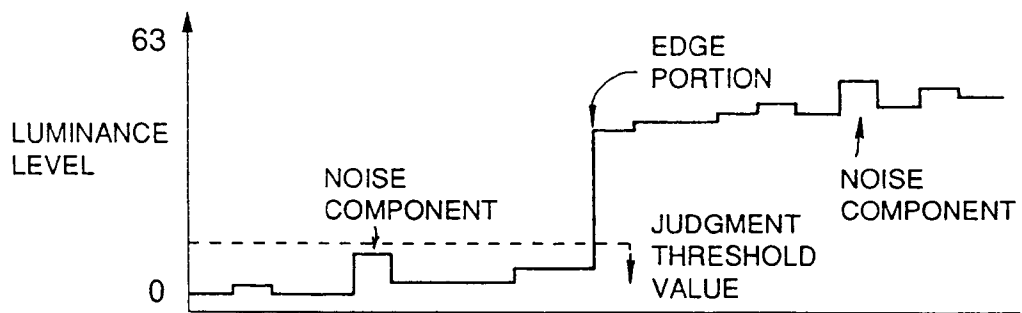 63
EDGE
PORTION
LUMINANCE
LEVEL
NOISE
COMPONENT
NOISE
COMPONENT
JUDGMENT
THRESHOLD
VALUE
0